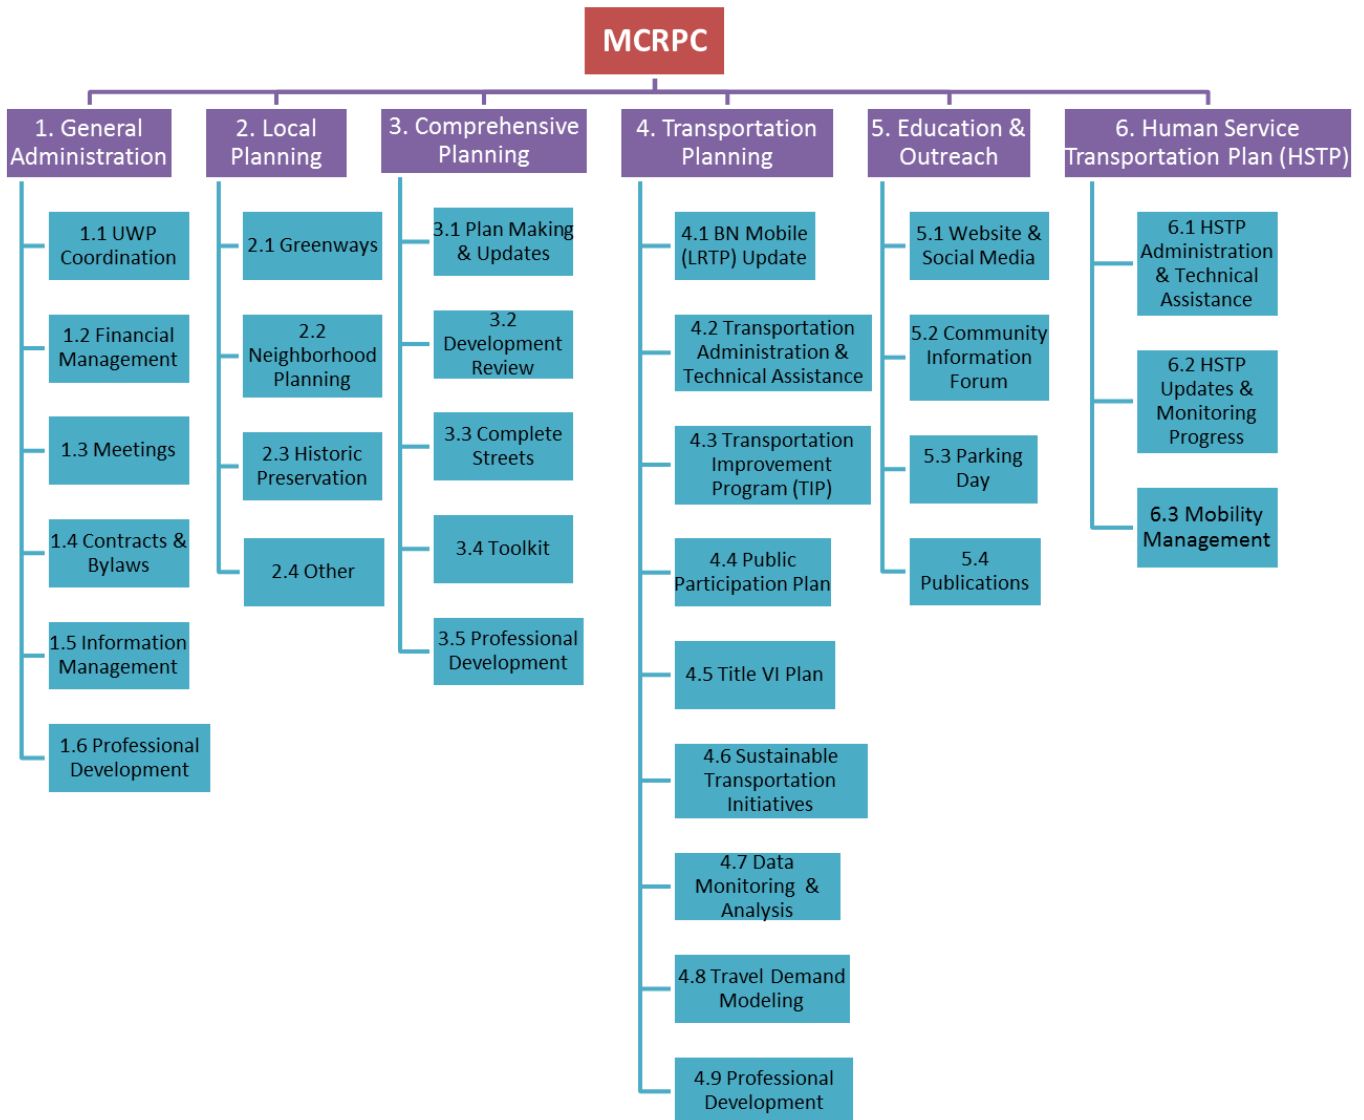 MCRPC
1. General
Administration
1.1 UWP
Coordination
1.2 Financial
Management
1.3 Meetings
1.4 Contracts &
Bylaws
1.5 Information
Management
1.6 Professional
Development
2. Local
Planning
2.1 Greenways
2.2
Neighborhood
Planning
2.3 Historic
Preservation
2.4 Other
3. Comprehensive
Planning
3.1 Plan Making
& Updates
3.2
Development
Review
3.3 Complete
Streets
3.4 Toolkit
3.5 Professional
Development
4. Transportation
Planning
4.1 BN Mobile
(LRTP) Update
4.2 Transportation
Administration &
Technical Assistance
4.3 Transportation
Improvement
Program (TIP)
4.4 Public
Participation Plan
4.5 Title VI Plan
4.6 Sustainable
Transportation
Initiatives
4.7 Data
Monitoring &
Analysis
4.8 Travel Demand
Modeling
4.9 Professional
Development
5. Education &
Outreach
5.1 Website &
Social Media
5.2 Community
Information
Forum
5.3 Parking
Day
5.4
Publications
6. Human Service
Transportation Plan (HSTP)
6.1 HSTP
Administration
& Technical
Assistance
6.2 HSTP
Updates &
Monitoring
Progress
6.3 Mobility
Management